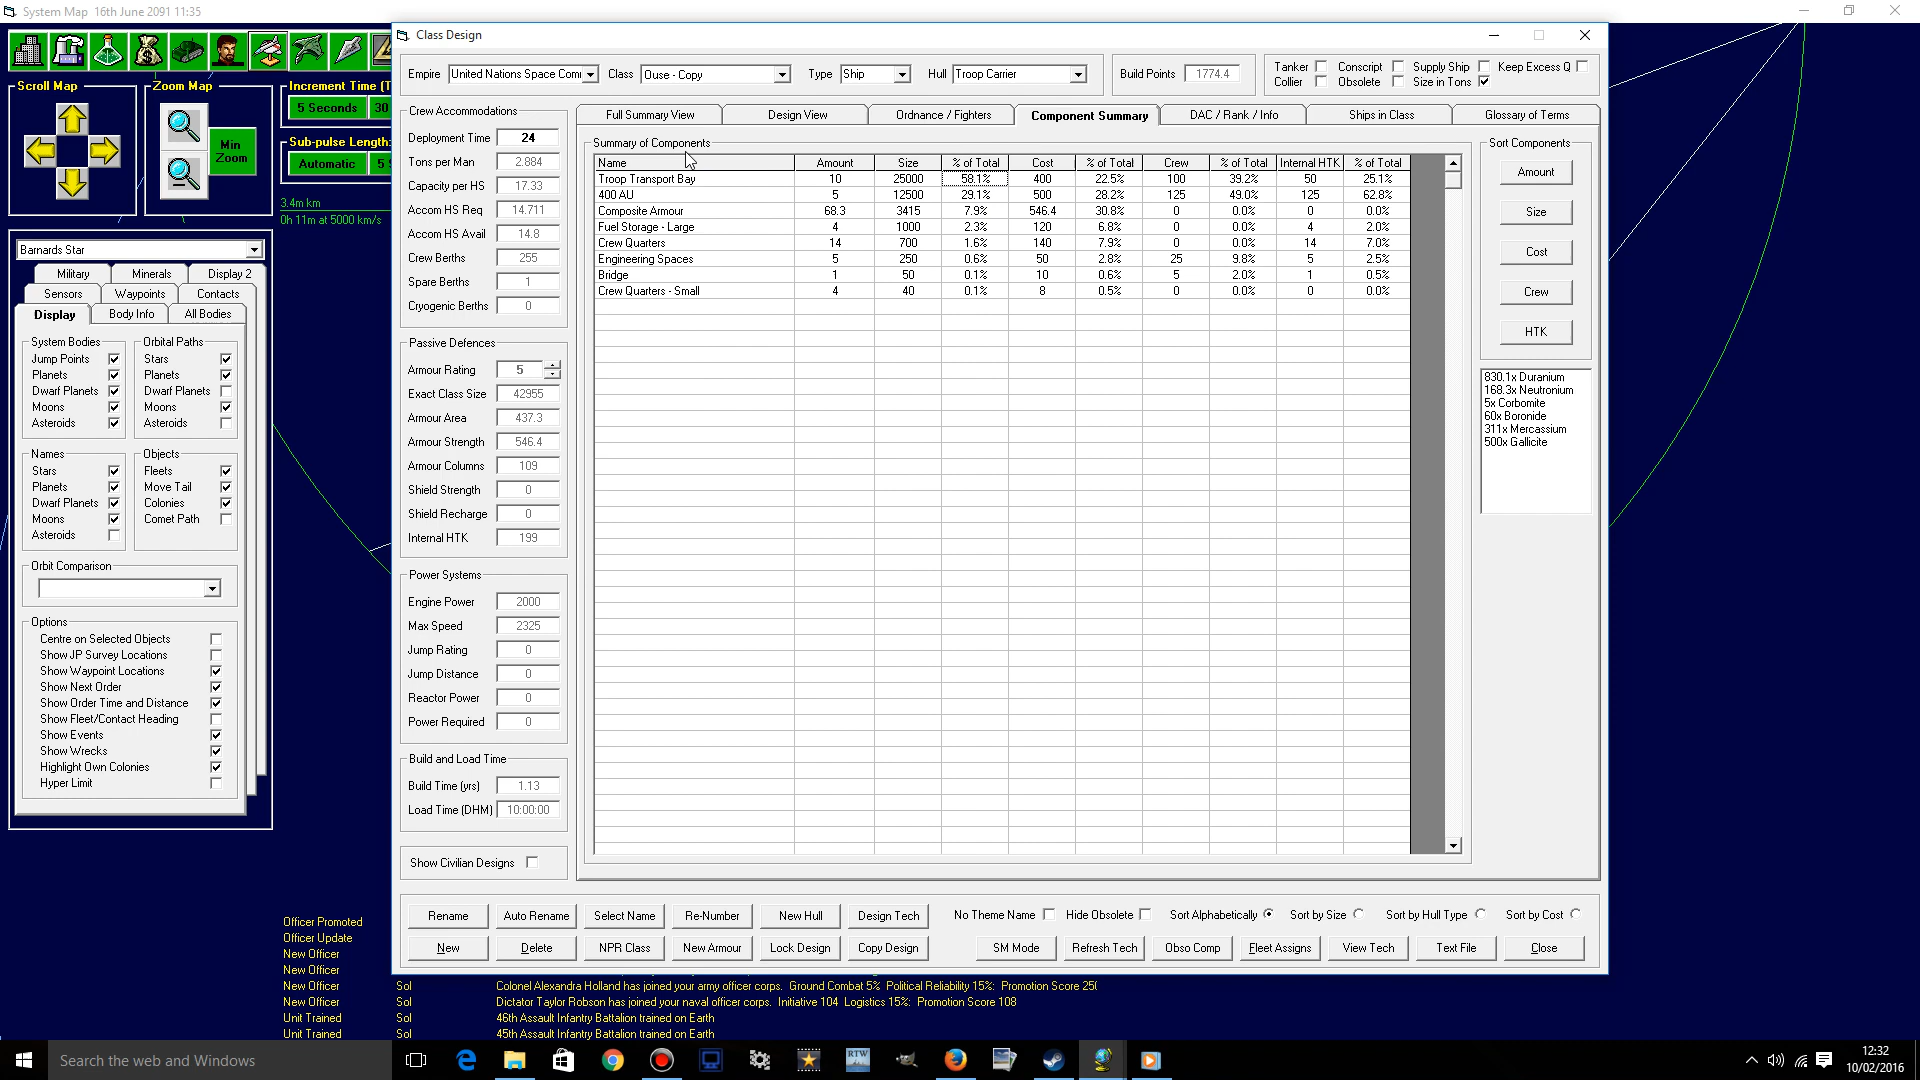 System Map  16th June 2091 11:35
Scroll Map
Zoom Map
Min Zoom
Increment Time (T
5 Seconds
30
Sub-pulse Length:
Automatic
5 S
3.4m km
0h 11m at 5000 km/s
Barnards Star
Military
Minerals
Display 2
Sensors
Waypoints
Contacts
Display
Body Info
All Bodies
System Bodies
Jump Points
Planets
Dwarf Planets
Moons
Asteroids
Orbital Paths
Stars
Planets
Dwarf Planets
Moons
Asteroids
Names
Stars
Planets
Dwarf Planets
Moons
Asteroids
Objects
Fleets
Move Tail
Colonies
Comet Path
Orbit Comparison
Options
Centre on Selected Objects
Show JP Survey Locations
Show Waypoint Locations
Show Next Order
Show Order Time and Distance
Show Fleet/Contact Heading
Show Events
Show Wrecks
Highlight Own Colonies
Hyper Limit
Class Design
Empire United Nations Space Com
Class Ouse - Copy
Type Ship
Hull Troop Carrier
Build Points 1774.4
Tanker Conscript Supply Ship Keep Excess Q
Collier Obsolete Size in Tons
Crew Accommodations
Deployment Time 24
Tons per Man 2.884
Capacity per HS 17.33
Accom HS Req 14.711
Accom HS Avail 14.8
Crew Berths 255
Spare Berths 1
Cryogenic Berths 0
Passive Defences
Armour Rating 5
Exact Class Size 42955
Armour Area 437.3
Armour Strength 546.4
Armour Columns 109
Shield Strength 0
Shield Recharge 0
Internal HTK 199
Power Systems
Engine Power 2000
Max Speed 2325
Jump Rating 0
Jump Distance 0
Reactor Power 0
Power Required 0
Build and Load Time
Build Time (yrs) 1.13
Load Time (DHM) 10:00:00
Show Civilian Designs
Full Summary View
Design View
Ordnance / Fighters
Component Summary
DAC / Rank / Info
Ships in Class
Glossary of Terms
Summary of Components
Name Amount Size % of Total Cost % of Total Crew % of Total Internal HTK % of Total
Troop Transport Bay 10 25000 58.1% 400 22.5% 100 39.2% 50 25.1%
400 AU 5 12500 29.1% 500 28.2% 125 49.0% 125 62.8%
Composite Armour 68.3 3415 7.9% 546.4 30.8% 0 0.0% 0 0.0%
Fuel Storage - Large 4 1000 2.3% 120 6.8% 0 0.0% 4 2.0%
Crew Quarters 14 700 1.6% 140 7.9% 0 0.0% 14 7.0%
Engineering Spaces 5 250 0.6% 50 2.8% 25 9.8% 5 2.5%
Bridge 1 50 0.1% 10 0.6% 5 2.0% 1 0.5%
Crew Quarters - Small 4 40 0.1% 8 0.5% 0 0.0% 0 0.0%
Sort Components
Amount
Size
Cost
Crew
HTK
830.1x Duranium
168.3x Neutronium
5x Corbomite
60x Boronide
311x Mercassium
500x Gallicite
Rename
Auto Rename
Select Name
Re-Number
New Hull
Design Tech
No Theme Name
Hide Obsolete
Sort Alphabetically
Sort by Size
Sort by Hull Type
Sort by Cost
New
Delete
NPR Class
New Armour
Lock Design
Copy Design
SM Mode
Refresh Tech
Obso Comp
Fleet Assigns
View Tech
Text File
Close
Officer Promoted
Officer Update
New Officer
New Officer
New Officer Sol Colonel Alexandra Holland has joined your army officer corps.  Ground Combat 5%  Political Reliability 15%:  Promotion Score 250
New Officer Sol Dictator Taylor Robson has joined your naval officer corps.  Initiative 104  Logistics 15%:  Promotion Score 108
Unit Trained Sol 46th Assault Infantry Battalion trained on Earth
Unit Trained Sol 45th Assault Infantry Battalion trained on Earth
Search the web and Windows
RTW
12:32
10/02/2016